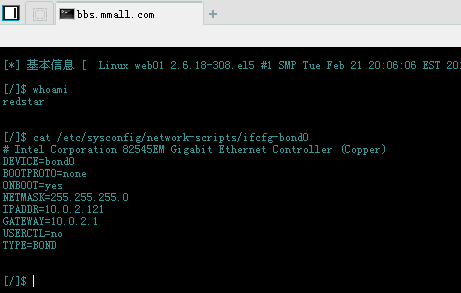 bbs.mmall.com
[*] 基本信息 [ Linux web01 2.6.18-308.el5 #1 SMP Tue Feb 21 20:06:06 EST 201
[/]$ whoami
redstar
[/]$ cat /etc/sysconfig/network-scripts/ifcfg-bond0
# Intel Corporation 82545EM Gigabit Ethernet Controller (Copper)
DEVICE=bond0
BOOTPROTO=none
ONBOOT=yes
NETMASK=255.255.255.0
IPADDR=10.0.2.121
GATEWAY=10.0.2.1
USERCTL=no
TYPE=BOND
[/]$